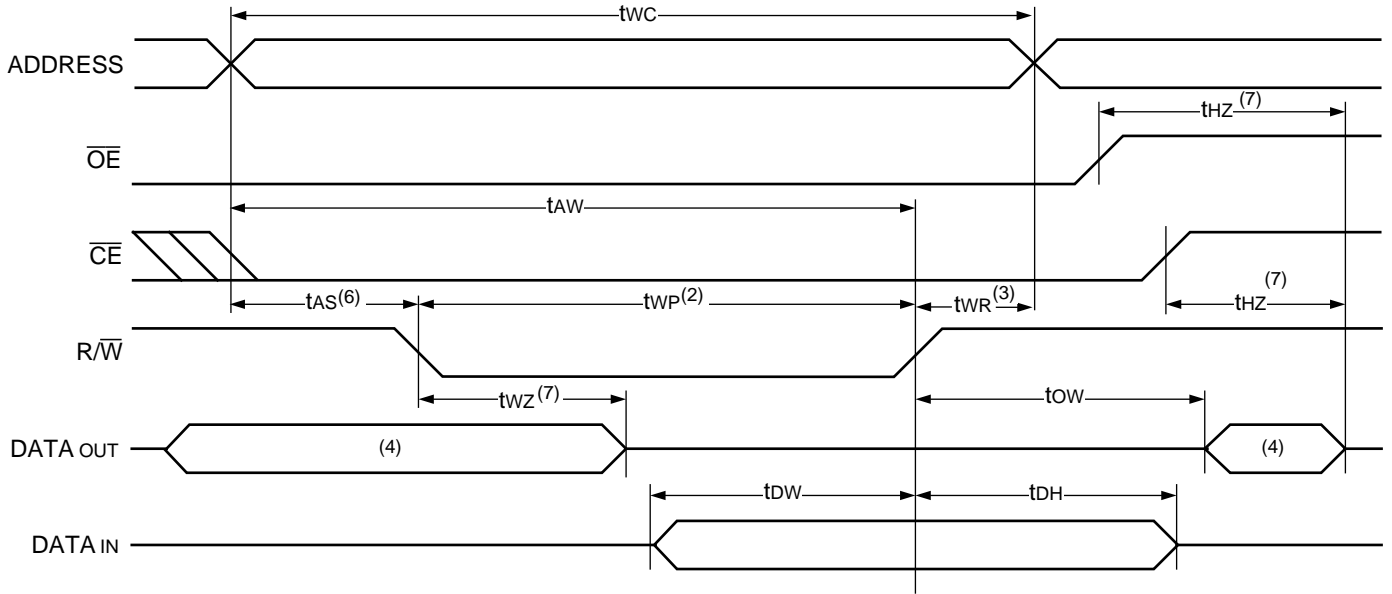 tWC
ADDRESS
tHZ(7)
OE
tAW
CE
tAS(6) tWP(2) tWR(3) tHZ(7)
R/W
tWZ(7) tOW
DATA OUT (4) (4)
tDW tDH
DATA IN